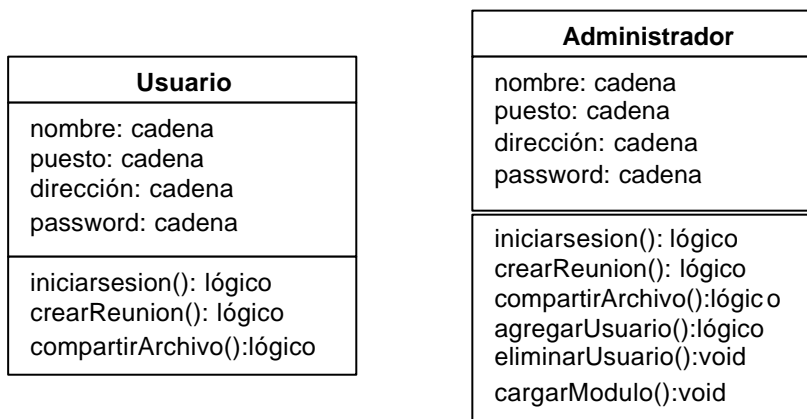 Usuario
nombre: cadena
puesto: cadena
dirección: cadena
password: cadena
iniciarsesion(): lógico
crearReunion(): lógico
compartirArchivo():lógico
Administrador
nombre: cadena
puesto: cadena
dirección: cadena
password: cadena
iniciarsesion(): lógico
crearReunion(): lógico
compartirArchivo():lógico
agregarUsuario():lógico
eliminarUsuario():void
cargarModulo():void